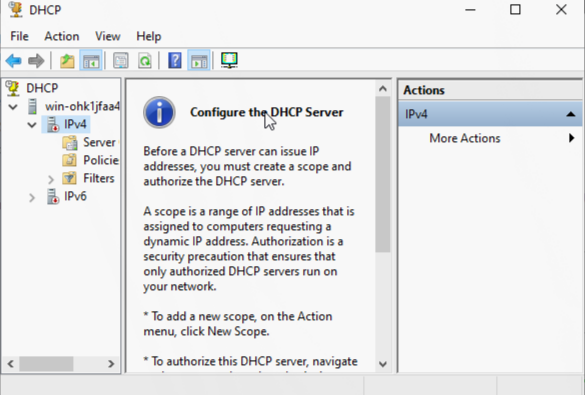 DHCP
File Action View Help
DHCP
win-ohk1jfaa4
IPv4
Server
Policie
Filters
IPv6
Configure the DHCP Server
Before a DHCP server can issue IP
addresses, you must create a scope and
authorize the DHCP server.
A scope is a range of IP addresses that is
assigned to computers requesting a
dynamic IP address. Authorization is a
security precaution that ensures that
only authorized DHCP servers run on
your network.
* To add a new scope, on the Action
menu, click New Scope.
* To authorize this DHCP server, navigate
Actions
IPv4
More Actions